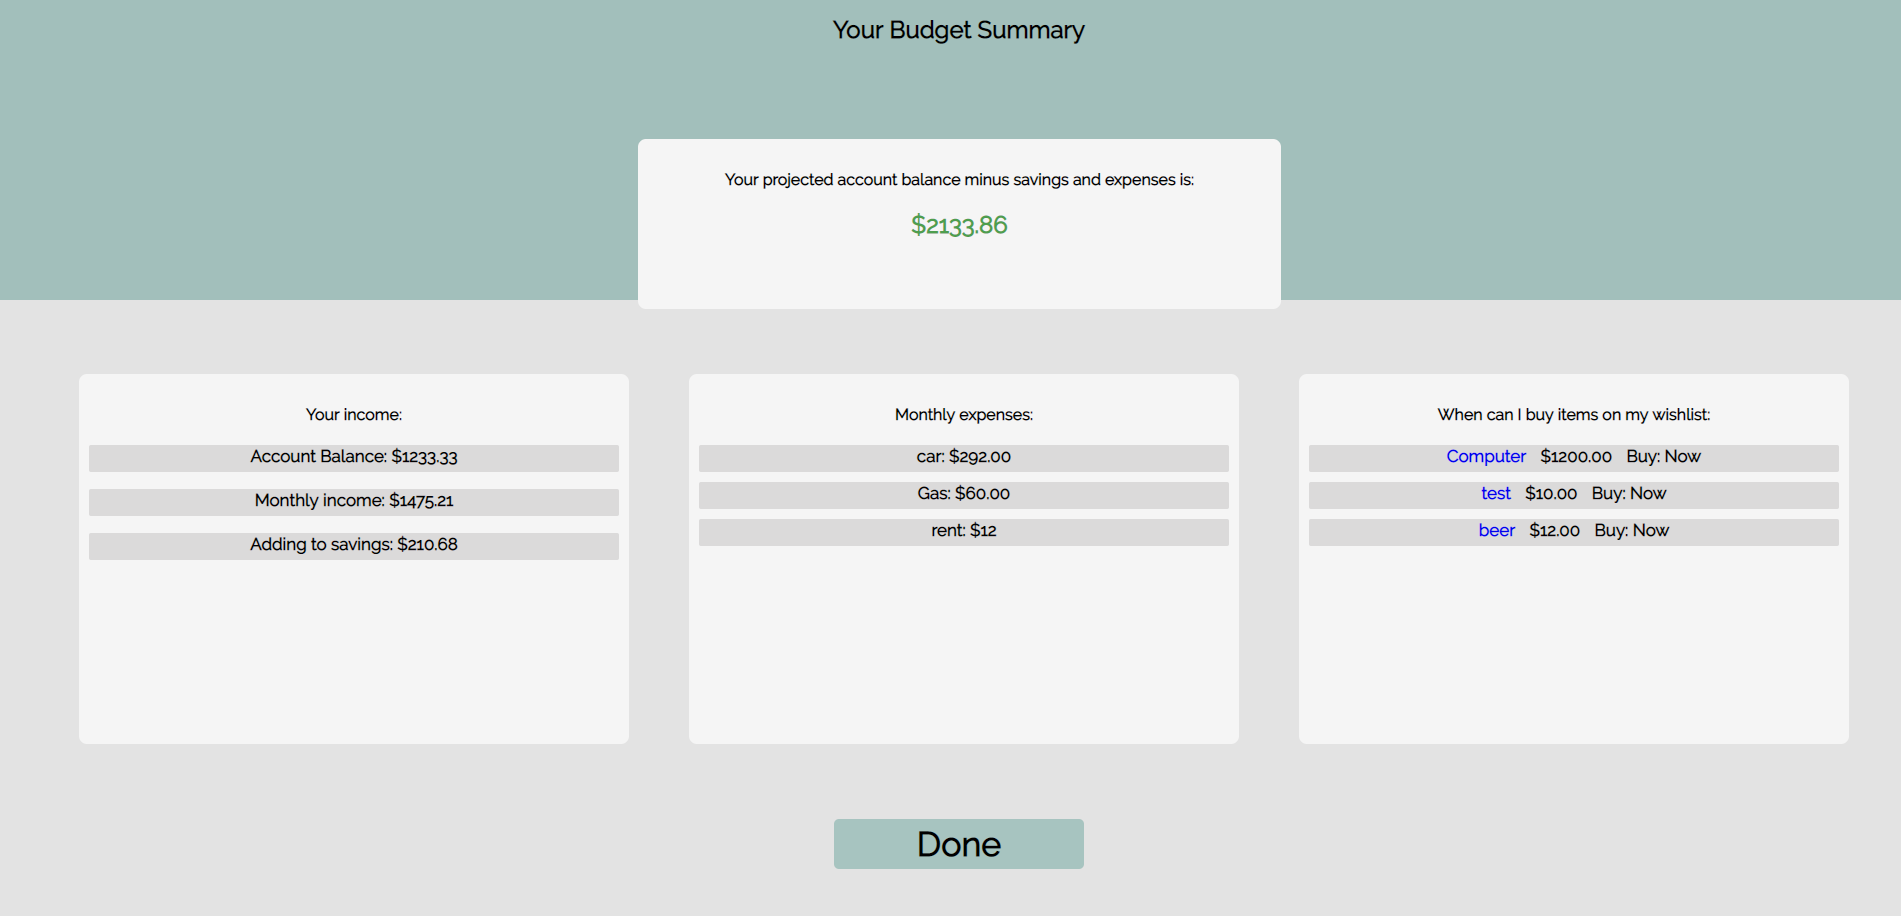 Your Budget Summary
Your projected account balance minus savings and expenses is:
$2133.86
Your income:
Account Balance: $1233.33
Monthly income: $1475.21
Adding to savings: $210.68
Monthly expenses:
car: $292.00
Gas: $60.00
rent: $12
When can I buy items on my wishlist:
Computer $1200.00 Buy: Now
test $10.00 Buy: Now
beer $12.00 Buy: Now
Done